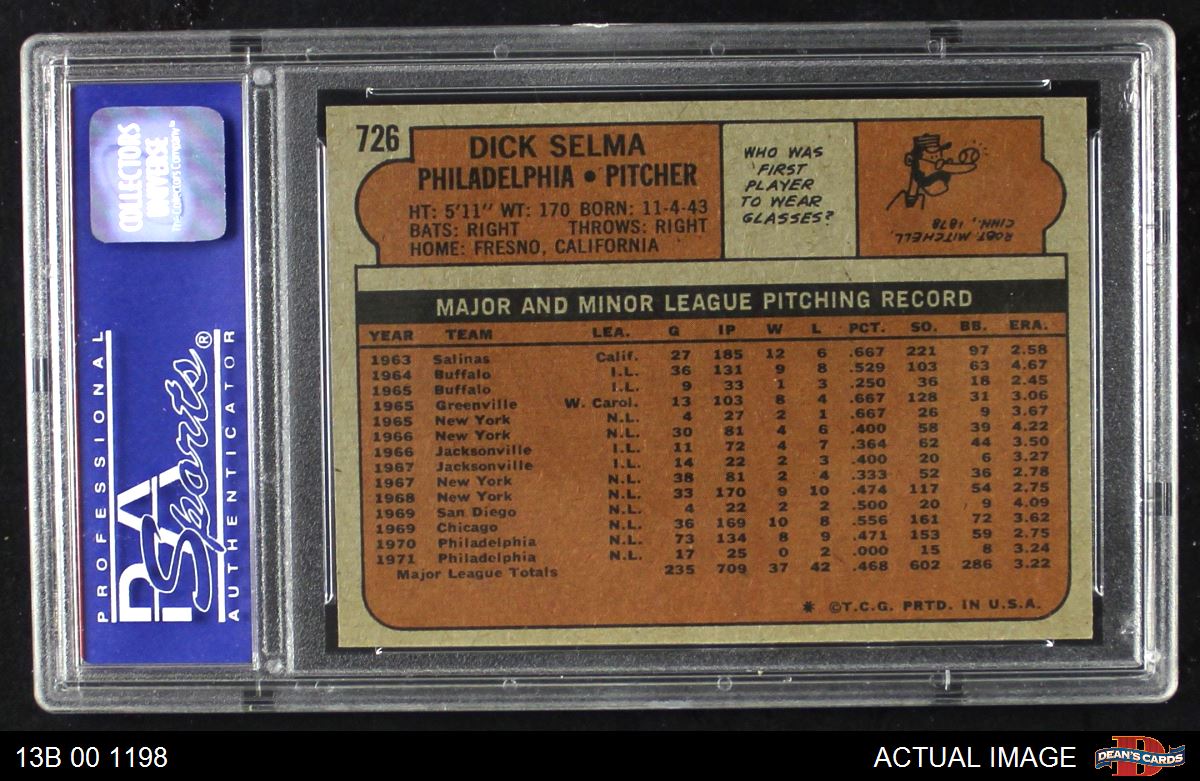 COLLECTORS
UNIVERSE
The Collectors Company™
PROFESSIONAL
PSA
Sports®
AUTHENTICATOR
726
DICK SELMA
PHILADELPHIA • PITCHER
HT: 5'11" WT: 170 BORN: 11-4-43
BATS: RIGHT THROWS: RIGHT
HOME: FRESNO, CALIFORNIA
WHO WAS
FIRST
PLAYER
TO WEAR
GLASSES?
ROBT. MITCHELL,
CINN., 1878
MAJOR AND MINOR LEAGUE PITCHING RECORD
YEAR TEAM LEA. G IP W L PCT. SO. BB. ERA.
1963 Salinas Calif. 27 185 12 6 .667 221 97 2.58
1964 Buffalo I.L. 36 131 9 8 .529 103 63 4.67
1965 Buffalo I.L. 9 33 1 3 .250 36 18 2.45
1965 Greenville W. Carol. 13 103 8 4 .667 128 31 3.06
1965 New York N.L. 4 27 2 1 .667 26 9 3.67
1966 New York N.L. 30 81 4 6 .400 58 39 4.22
1966 Jacksonville I.L. 11 72 4 7 .364 62 44 3.50
1967 Jacksonville I.L. 14 22 2 3 .400 20 6 3.27
1967 New York N.L. 38 81 2 4 .333 52 36 2.78
1968 New York N.L. 33 170 9 10 .474 117 54 2.75
1969 San Diego N.L. 4 22 2 2 .500 20 9 4.09
1969 Chicago N.L. 36 169 10 8 .556 161 72 3.62
1970 Philadelphia N.L. 73 134 8 9 .471 153 59 2.75
1971 Philadelphia N.L. 17 25 0 2 .000 15 8 3.24
Major League Totals 235 709 37 42 .468 602 286 3.22
* ©T.C.G. PRTD. IN U.S.A.
13B 00 1198
ACTUAL IMAGE
DEAN'S CARDS